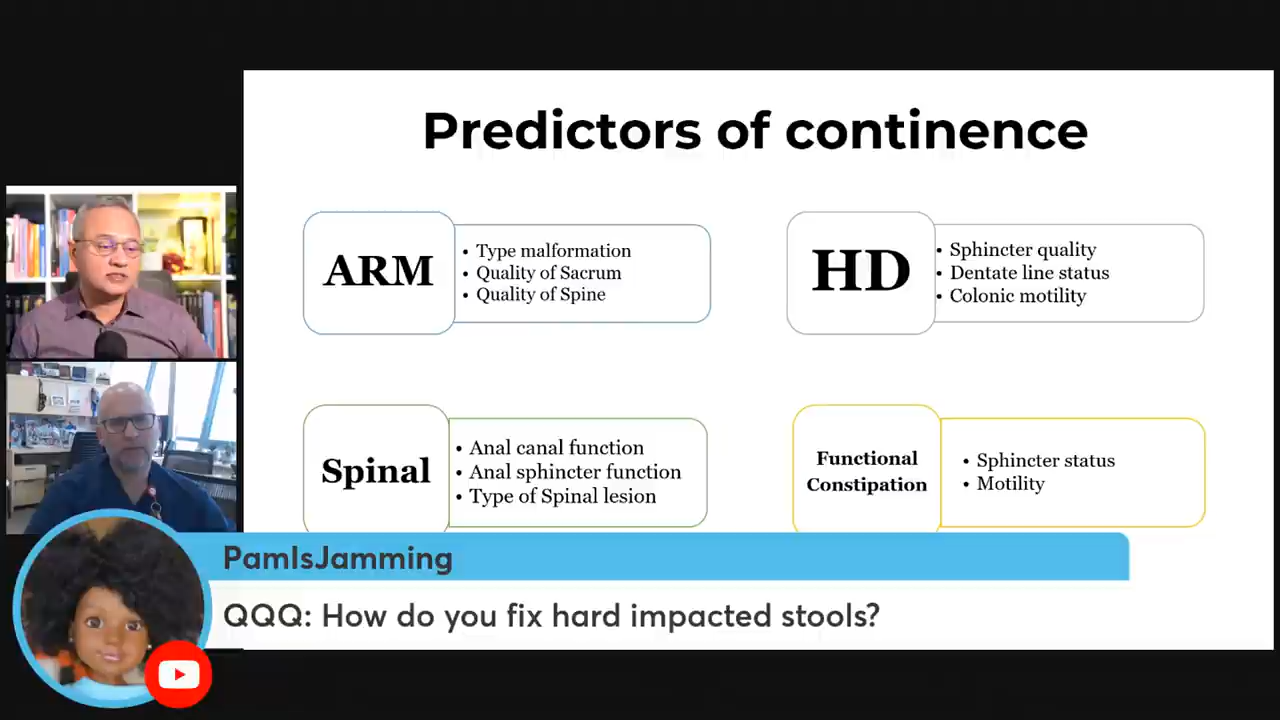 Predictors of continence
ARM
• Type malformation
• Quality of Sacrum
• Quality of Spine
HD
• Sphincter quality
• Dentate line status
• Colonic motility
Spinal
• Anal canal function
• Anal sphincter function
• Type of Spinal lesion
Functional
Constipation
• Sphincter status
• Motility
PamIsJamming
QQQ: How do you fix hard impacted stools?